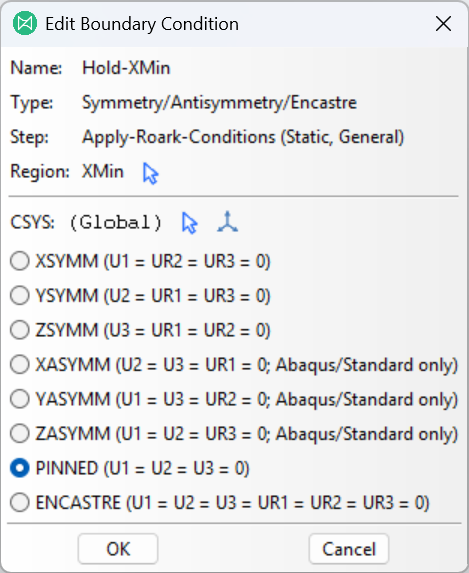 Edit Boundary Condition
Name: Hold-XMin
Type: Symmetry/Antisymmetry/Encastre
Step: Apply-Roark-Conditions (Static, General)
Region: XMin
CSYS: (Global)
XSYMM (U1 = UR2 = UR3 = 0)
YSYMM (U2 = UR1 = UR3 = 0)
ZSYMM (U3 = UR1 = UR2 = 0)
XASYMM (U2 = U3 = UR1 = 0; Abaqus/Standard only)
YASYMM (U1 = U3 = UR2 = 0; Abaqus/Standard only)
ZASYMM (U1 = U2 = UR3 = 0; Abaqus/Standard only)
PINNED (U1 = U2 = U3 = 0)
ENCASTRE (U1 = U2 = U3 = UR1 = UR2 = UR3 = 0)
OK Cancel